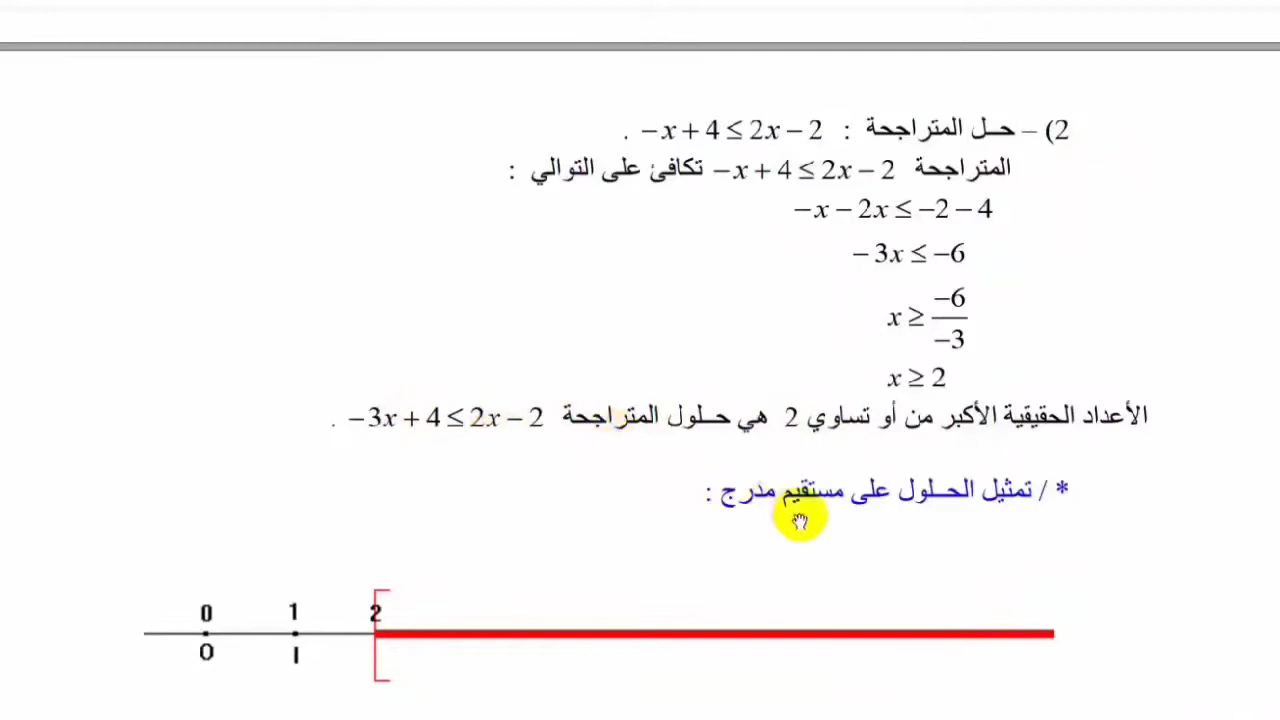 2) – حـل المتراجحة : −x + 4 ≤ 2x − 2 .
المتراجحة −x + 4 ≤ 2x − 2 تكافئ على التوالي :
−x − 2x ≤ −2 − 4
− 3x ≤ −6
x ≥ −6/−3
x ≥ 2
الأعداد الحقيقية الأكبر من أو تساوي 2 هي حـلول المتراجحة −3x + 4 ≤ 2x − 2 .
* / تمثيل الحـلول على مستقيم مدرج :
0 1 2
O I